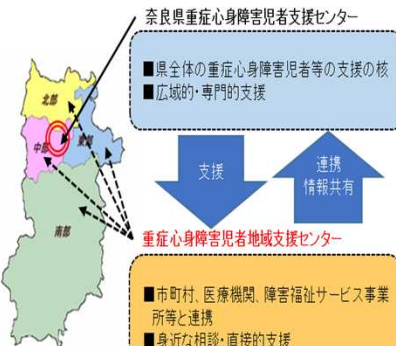 奈良県重症心身障害児者支援センター
■県全体の重症心身障害児者等の支援の核
■広域的・専門的支援
北部
中部
東部
南部
支援
連携
情報共有
重症心身障害児者地域支援センター
■市町村、医療機関、障害福祉サービス事業
所等と連携
■身近な相談・直接的支援